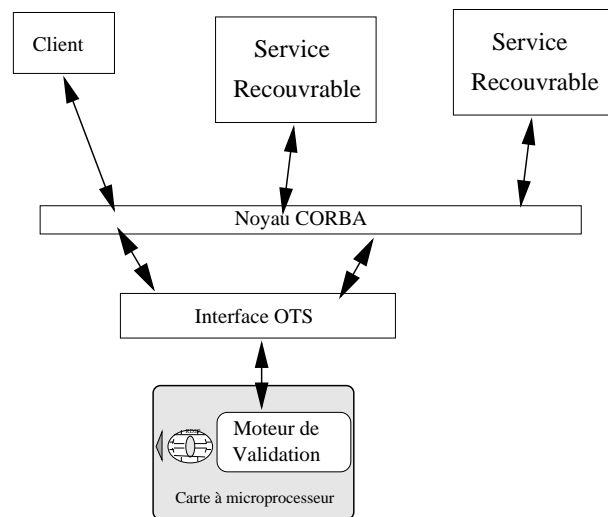 Client
Service
Recouvrable
Service
Recouvrable
Noyau CORBA
Interface OTS
Moteur de
Validation
Carte à microprocesseur